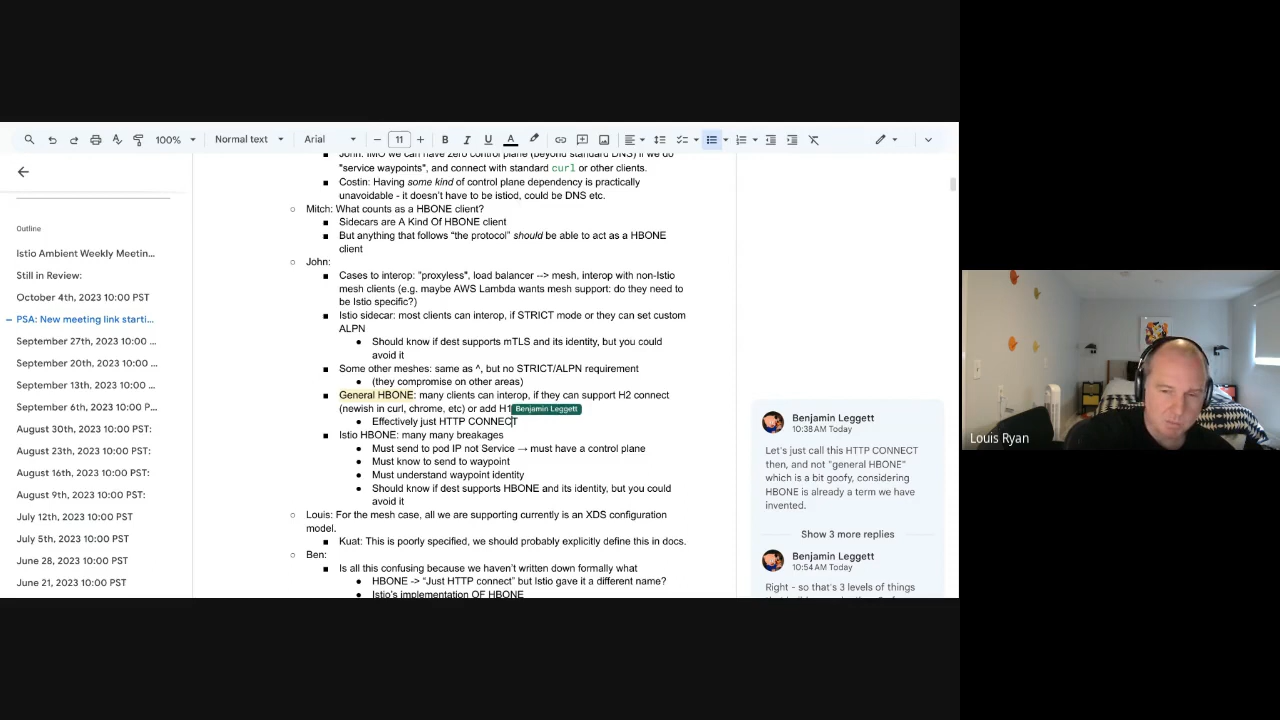 100%
Normal text
Arial
11
B
I
U
A
John: IMO we can have zero control plane (beyond standard DNS) if we do
"service waypoints", and connect with standard curl or other clients.
Costin: Having some kind of control plane dependency is practically
unavoidable - it doesn't have to be istiod, could be DNS etc.
Mitch: What counts as a HBONE client?
Sidecars are A Kind Of HBONE client
But anything that follows "the protocol" should be able to act as a HBONE
client
John:
Cases to interop: "proxyless", load balancer --> mesh, interop with non-Istio
mesh clients (e.g. maybe AWS Lambda wants mesh support: do they need to
be Istio specific?)
Istio sidecar: most clients can interop, if STRICT mode or they can set custom
ALPN
Should know if dest supports mTLS and its identity, but you could
avoid it
Some other meshes: same as ^, but no STRICT/ALPN requirement
(they compromise on other areas)
General HBONE: many clients can interop, if they can support H2 connect
(newish in curl, chrome, etc) or add H1
Benjamin Leggett
Effectively just HTTP CONNECT
Istio HBONE: many many breakages
Must send to pod IP not Service → must have a control plane
Must know to send to waypoint
Must understand waypoint identity
Should know if dest supports HBONE and its identity, but you could
avoid it
Louis: For the mesh case, all we are supporting currently is an XDS configuration
model.
Kuat: This is poorly specified, we should probably explicitly define this in docs.
Ben:
Is all this confusing because we haven't written down formally what
HBONE -> "Just HTTP connect" but Istio gave it a different name?
Istio's implementation OF HBONE
Outline
Istio Ambient Weekly Meetin...
Still in Review:
October 4th, 2023 10:00 PST
PSA: New meeting link starti...
September 27th, 2023 10:00 ...
September 20th, 2023 10:00 ...
September 13th, 2023 10:00 ...
September 6th, 2023 10:00 P...
August 30th, 2023 10:00 PST:
August 23rd, 2023 10:00 PST:
August 16th, 2023 10:00 PST:
August 9th, 2023 10:00 PST:
July 12th, 2023 10:00 PST
July 5th, 2023 10:00 PST
June 28, 2023 10:00 PST
June 21, 2023 10:00 PST
Benjamin Leggett
10:38 AM Today
Let's just call this HTTP CONNECT
then, and not "general HBONE"
which is a bit goofy, considering
HBONE is already a term we have
invented.
Show 3 more replies
Benjamin Leggett
10:54 AM Today
Right - so that's 3 levels of things
Louis Ryan